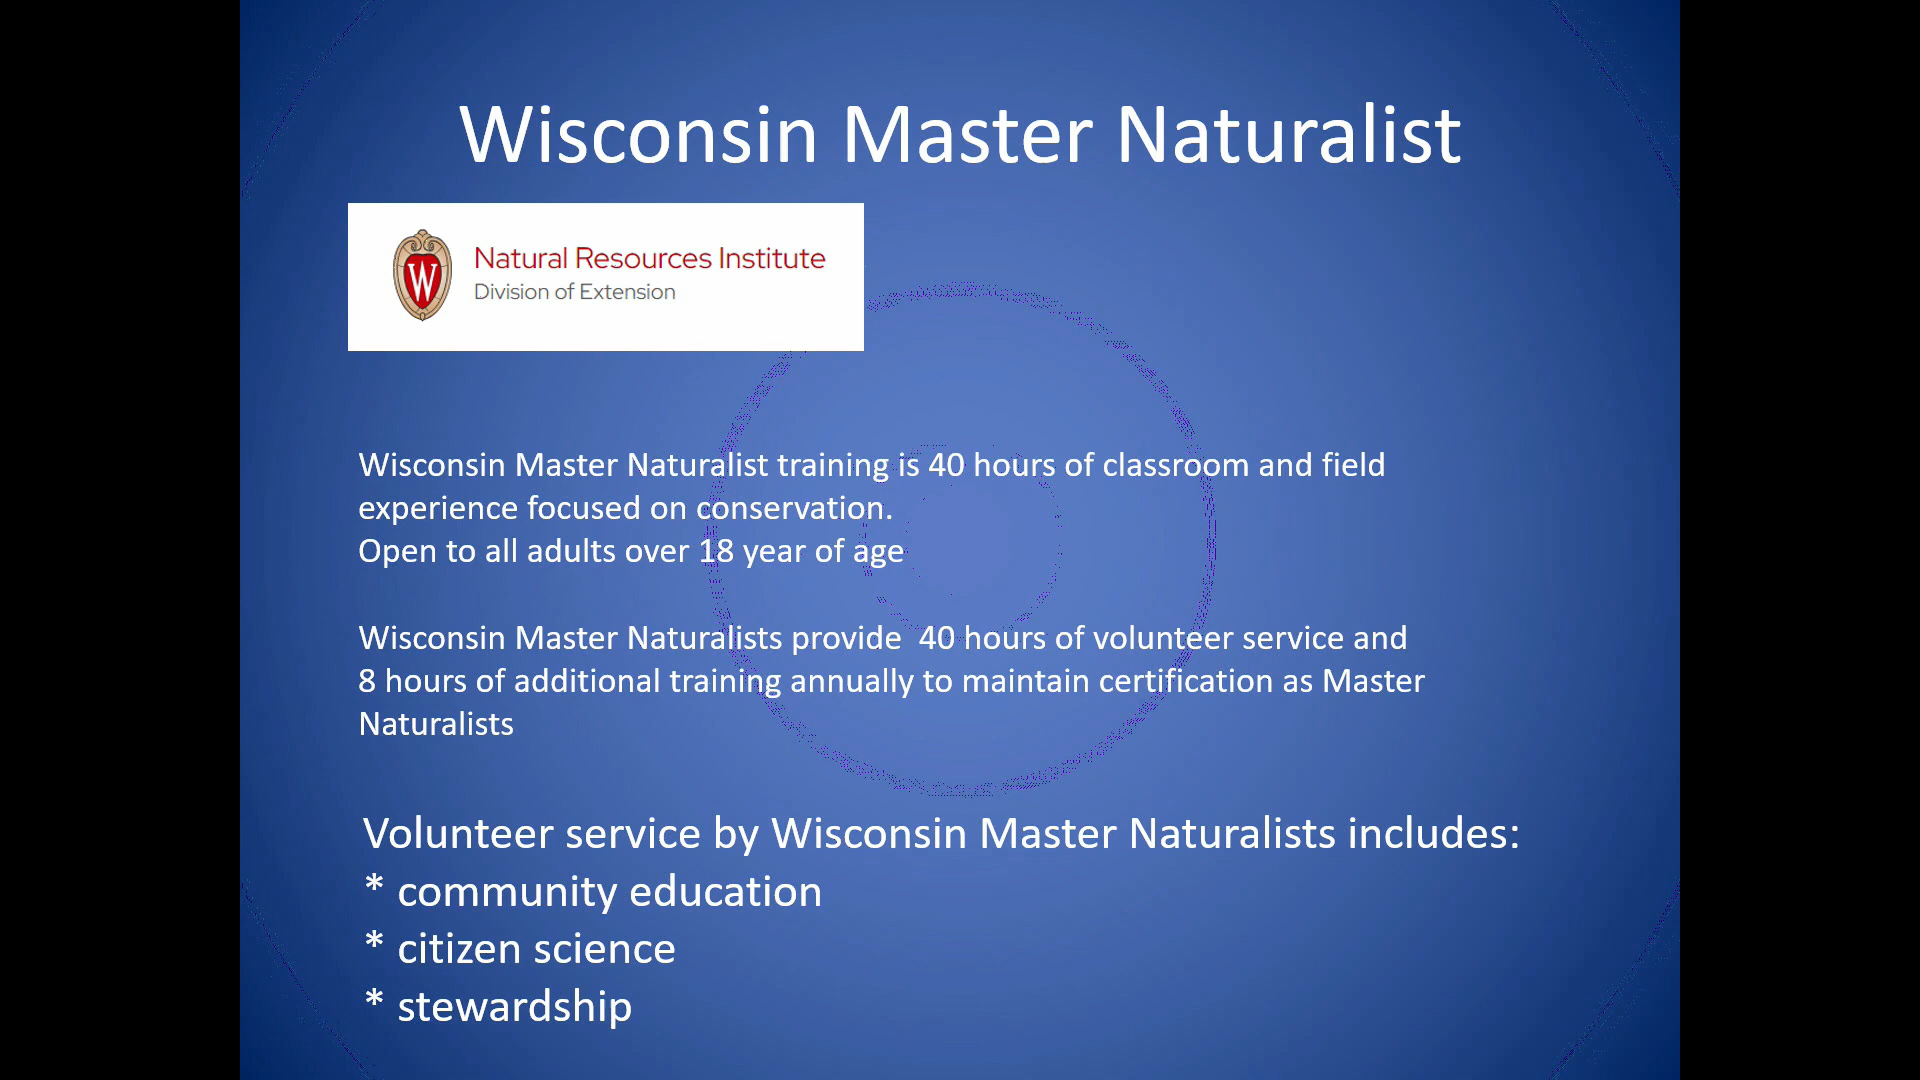 Wisconsin Master Naturalist
W
Natural Resources Institute
Division of Extension
Wisconsin Master Naturalist training is 40 hours of classroom and field
experience focused on conservation.
Open to all adults over 18 year of age
Wisconsin Master Naturalists provide  40 hours of volunteer service and
8 hours of additional training annually to maintain certification as Master
Naturalists
Volunteer service by Wisconsin Master Naturalists includes:
* community education
* citizen science
* stewardship